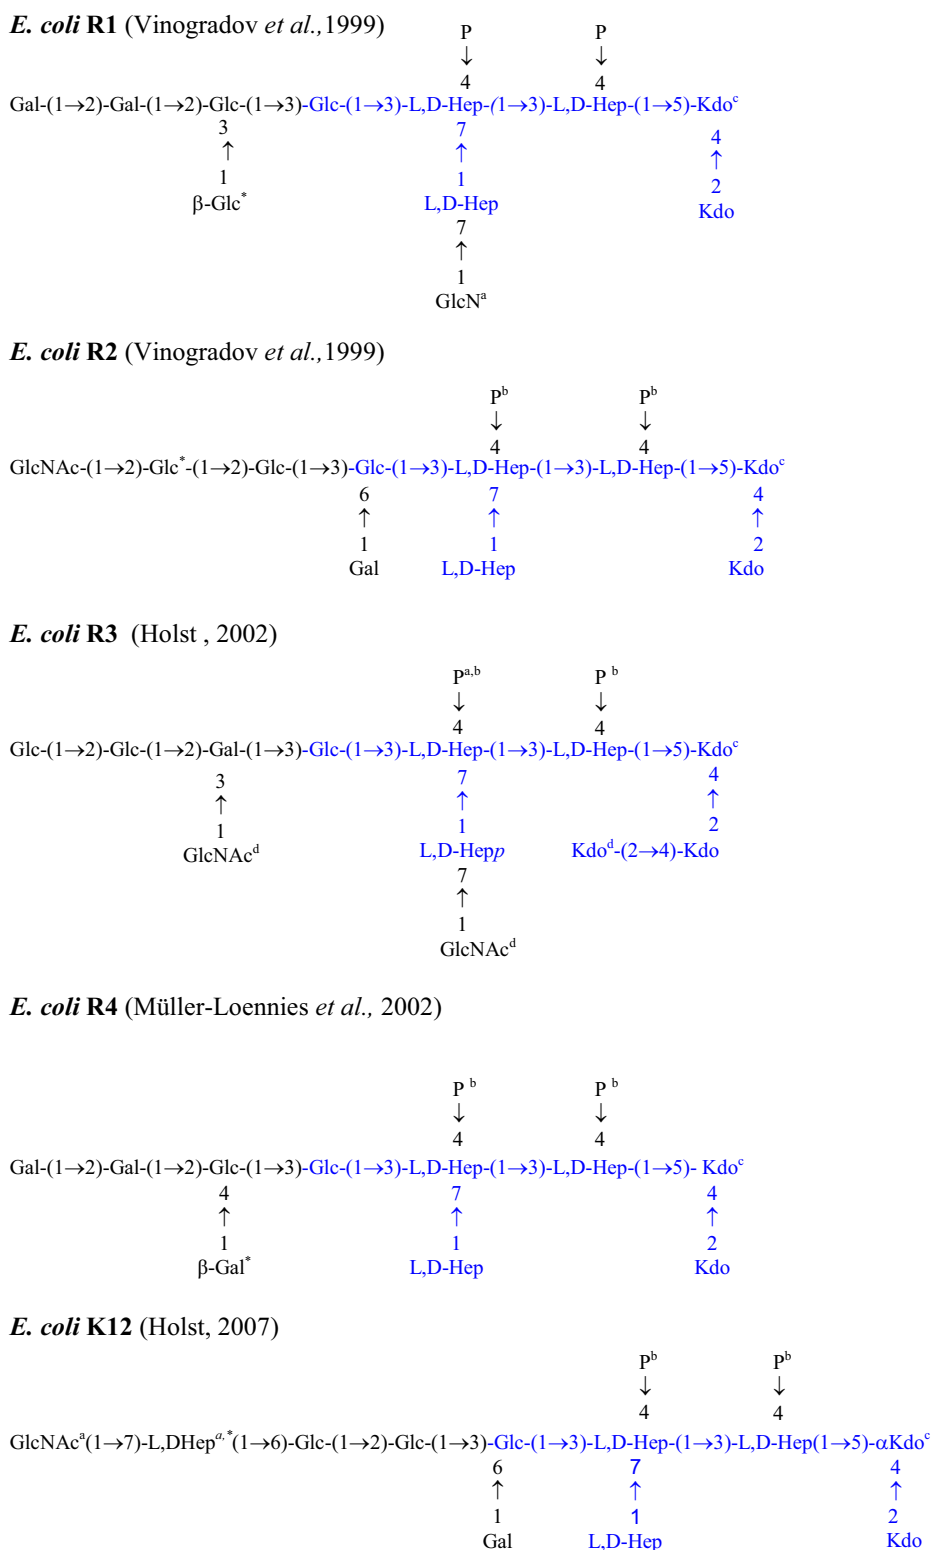 E. coli R1 (Vinogradov et al.,1999)
P P
↓ ↓
4 4
Gal-(1→2)-Gal-(1→2)-Glc-(1→3)-Glc-(1→3)-L,D-Hep-(1→3)-L,D-Hep-(1→5)-Kdoᶜ
3 7 4
↑ ↑ ↑
1 1 2
β-Glc* L,D-Hep Kdo
7
↑
1
GlcNᵃ
E. coli R2 (Vinogradov et al.,1999)
Pᵇ Pᵇ
↓ ↓
4 4
GlcNAc-(1→2)-Glc*-(1→2)-Glc-(1→3)-Glc-(1→3)-L,D-Hep-(1→3)-L,D-Hep-(1→5)-Kdoᶜ
6 7 4
↑ ↑ ↑
1 1 2
Gal L,D-Hep Kdo
E. coli R3 (Holst , 2002)
Pᵃ,ᵇ P ᵇ
↓ ↓
4 4
Glc-(1→2)-Glc-(1→2)-Gal-(1→3)-Glc-(1→3)-L,D-Hep-(1→3)-L,D-Hep-(1→5)-Kdoᶜ
3 7 4
↑ ↑ ↑
1 1 2
GlcNAcᵈ L,D-Hepp Kdoᵈ-(2→4)-Kdo
7
↑
1
GlcNAcᵈ
E. coli R4 (Müller-Loennies et al., 2002)
P ᵇ P ᵇ
↓ ↓
4 4
Gal-(1→2)-Gal-(1→2)-Glc-(1→3)-Glc-(1→3)-L,D-Hep-(1→3)-L,D-Hep-(1→5)- Kdoᶜ
4 7 4
↑ ↑ ↑
1 1 2
β-Gal* L,D-Hep Kdo
E. coli K12 (Holst, 2007)
Pᵇ Pᵇ
↓ ↓
4 4
GlcNAcᵃ(1→7)-L,DHepᵃ,*(1→6)-Glc-(1→2)-Glc-(1→3)-Glc-(1→3)-L,D-Hep-(1→3)-L,D-Hep(1→5)-αKdoᶜ
6 7 4
↑ ↑ ↑
1 1 2
Gal L,D-Hep Kdo